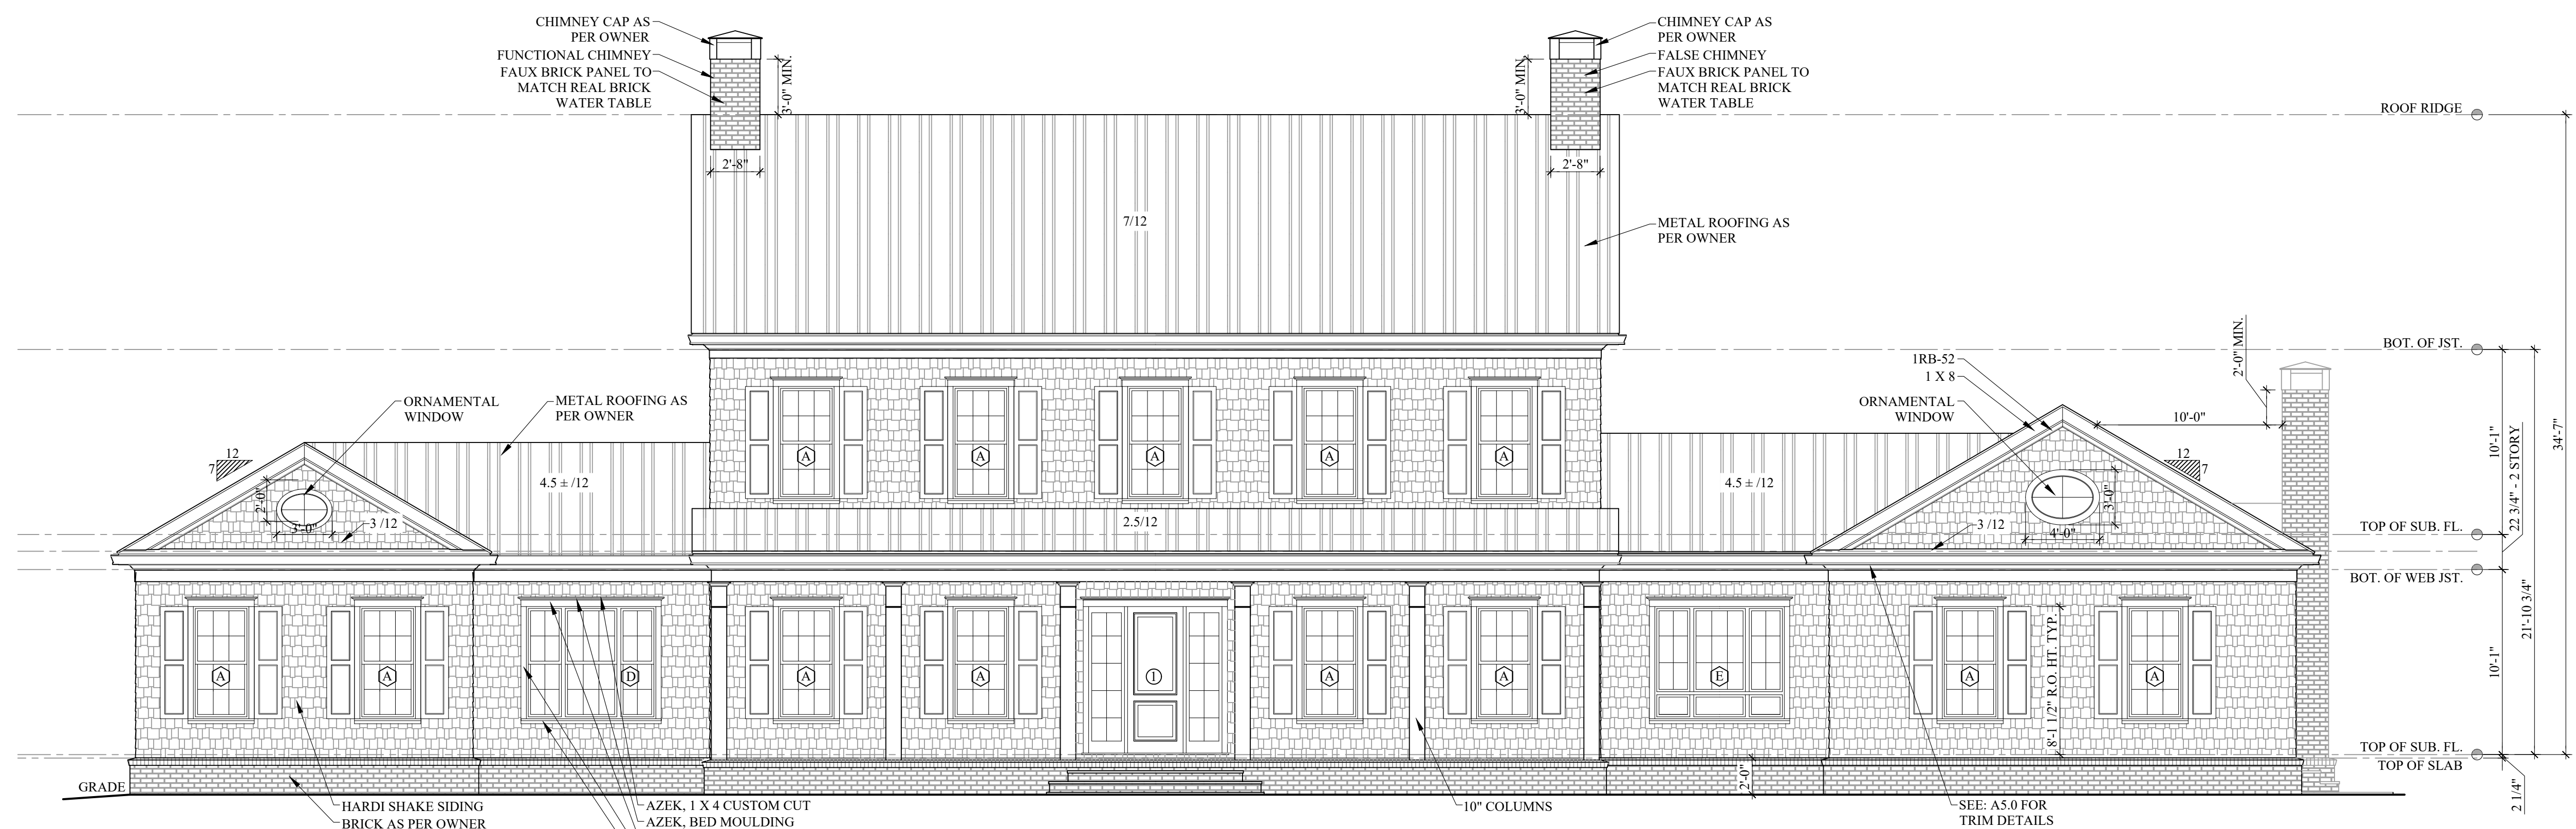 CHIMNEY CAP AS
PER OWNER
FUNCTIONAL CHIMNEY
FAUX BRICK PANEL TO
MATCH REAL BRICK
WATER TABLE
3'-0" MIN.
2'-8"
3'-0" MIN.
2'-8"
CHIMNEY CAP AS
PER OWNER
FALSE CHIMNEY
FAUX BRICK PANEL TO
MATCH REAL BRICK
WATER TABLE
ROOF RIDGE
7/12
METAL ROOFING AS
PER OWNER
34'-7"
BOT. OF JST.
2'-0" MIN.
1RB-52
1 X 8
ORNAMENTAL
WINDOW
10'-0"
12
7
3'-0"
4'-0"
3 /12
ORNAMENTAL
WINDOW
METAL ROOFING AS
PER OWNER
12
7
2'-0"
3'-0"
3 /12
4.5 ± /12
4.5 ± /12
2.5/12
A
A
A
A
A
10'-1"
22 3/4" - 2 STORY
21'-10 3/4"
TOP OF SUB. FL.
BOT. OF WEB JST.
10'-1"
A
A
D
A
A
1
A
A
E
A
A
8'-1 1/2" R.O. HT. TYP.
TOP OF SUB. FL.
TOP OF SLAB
2 1/4"
2'-0"
GRADE
HARDI SHAKE SIDING
BRICK AS PER OWNER
AZEK, 1 X 4 CUSTOM CUT
AZEK, BED MOULDING
10" COLUMNS
SEE: A5.0 FOR
TRIM DETAILS